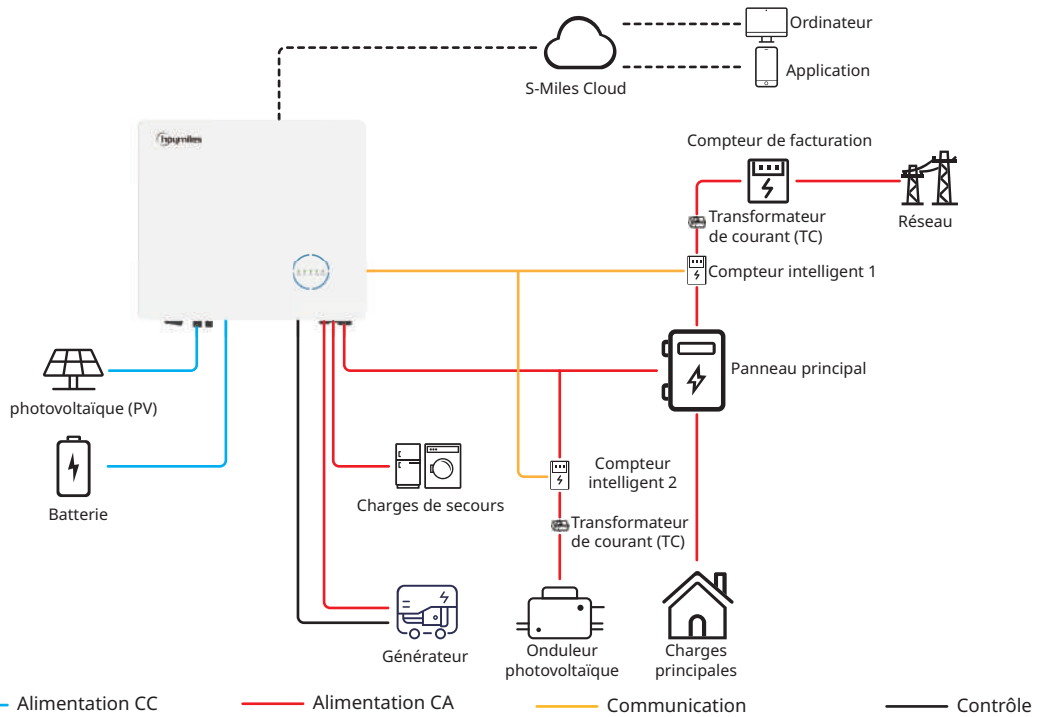 Ordinateur
Application
S-Miles Cloud
hoymiles
Compteur de facturation
Réseau
Transformateur
de courant (TC)
Compteur intelligent 1
Panneau principal
photovoltaïque (PV)
Batterie
Charges de secours
Compteur
intelligent 2
Transformateur
de courant (TC)
Générateur
Onduleur
photovoltaïque
Charges
principales
Alimentation CC
Alimentation CA
Communication
Contrôle